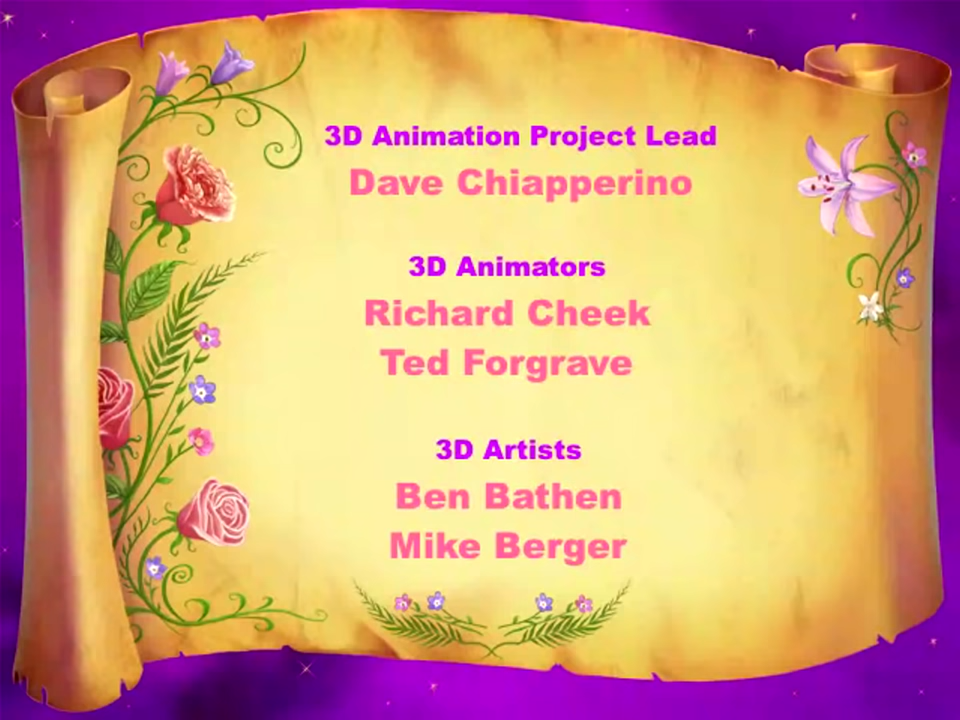 3D Animation Project Lead
Dave Chiapperino
3D Animators
Richard Cheek
Ted Forgrave
3D Artists
Ben Bathen
Mike Berger